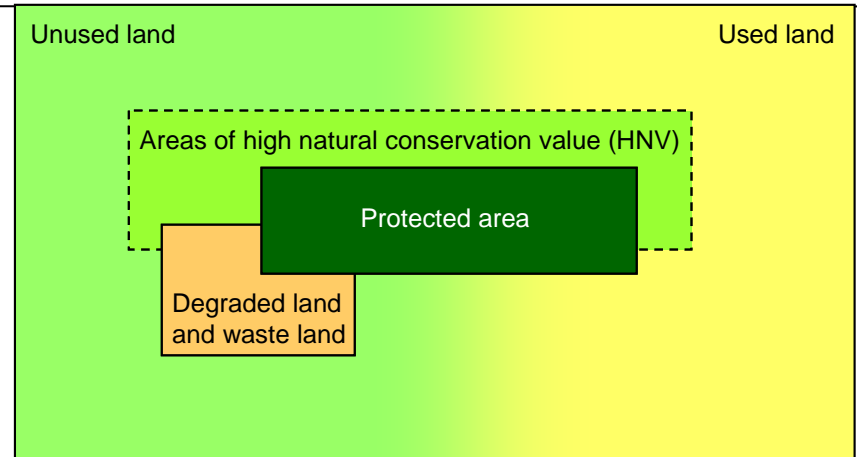 Unused land
Used land
Areas of high natural conservation value (HNV)
Protected area
Degraded land
and waste land